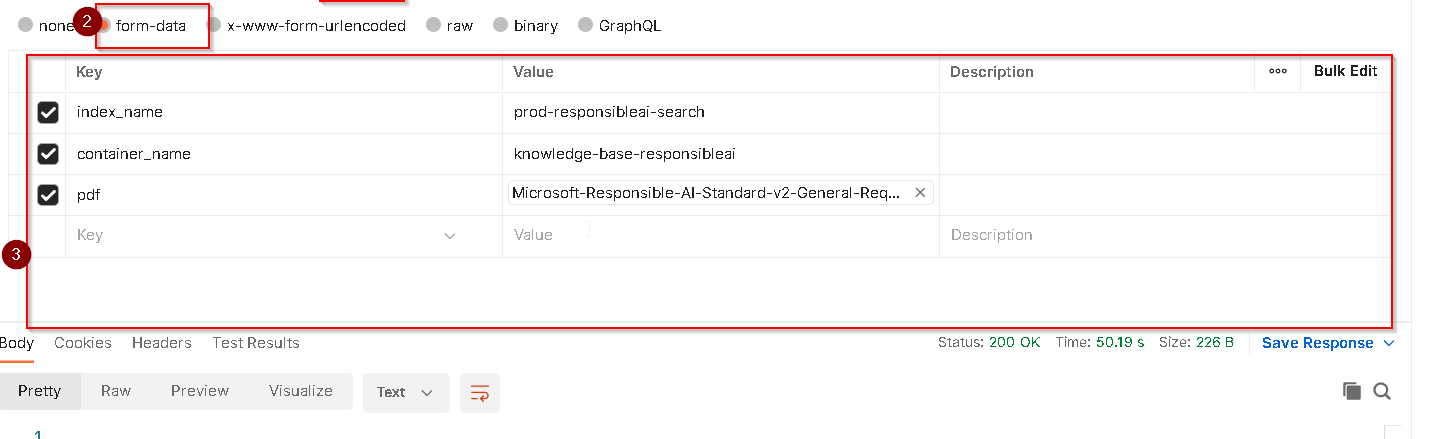 2
none form-data x-www-form-urlencoded raw binary GraphQL
Key Value Description ooo Bulk Edit
index_name prod-responsibleai-search
container_name knowledge-base-responsibleai
pdf Microsoft-Responsible-AI-Standard-v2-General-Req... ×
Key Value Description
3
Body Cookies Headers Test Results Status: 200 OK Time: 50.19 s Size: 226 B Save Response
Pretty Raw Preview Visualize Text
1